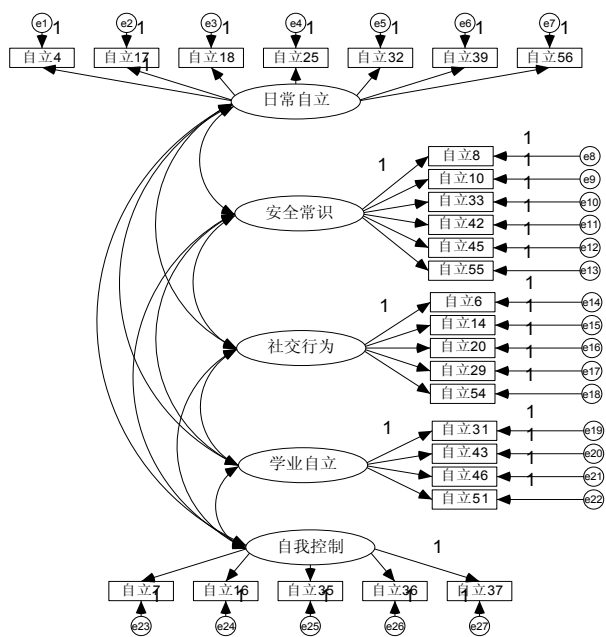 e1 1 e2 1 e3 1 e4 1 e5 1 e6 1 e7 1
自立4 自立17 自立18 自立25 自立32 自立39 自立56
1
日常自立
1
1 自立8 e8
1
自立10 e9
1
自立33 e10
1
安全常识 自立42 e11
1
自立45 e12
1
自立55 e13
1
1 自立6 e14
1
自立14 e15
1
社交行为 自立20 e16
1
自立29 e17
1
自立54 e18
1
1 自立31 e19
1
自立43 e20
1
学业自立 自立46 e21
1
自立51 e22
自我控制 1
自立7 自立16 自立35 自立36 自立37
1 1 1 1 1
e23 e24 e25 e26 e27